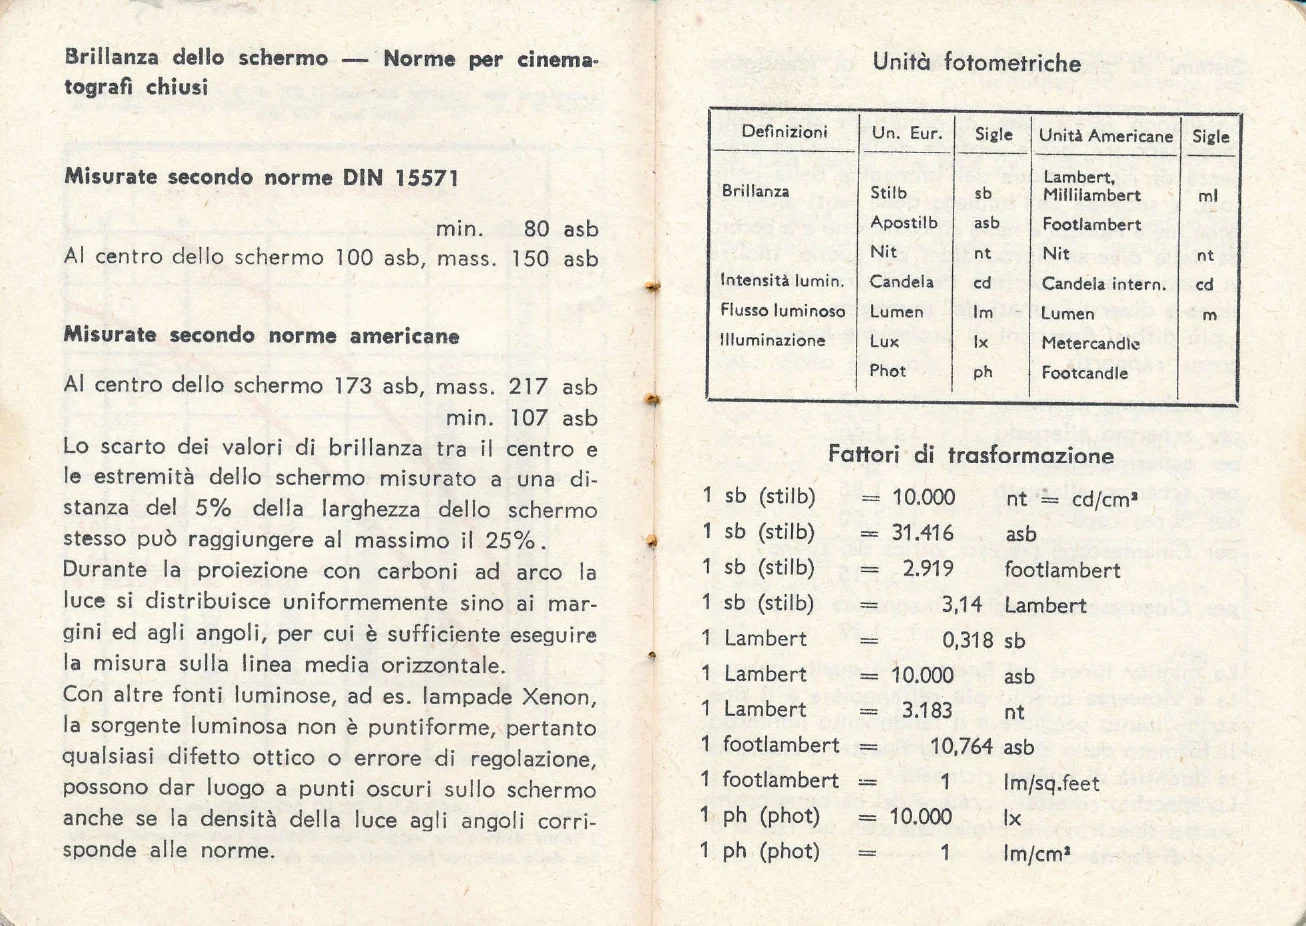 Brillanza dello schermo — Norme per cinema-
tografi chiusi
Misurate secondo norme DIN 15571
min. 80 asb
Al centro dello schermo 100 asb, mass. 150 asb
Misurate secondo norme americane
Al centro dello schermo 173 asb, mass. 217 asb
min. 107 asb
Lo scarto dei valori di brillanza tra il centro e
le estremità dello schermo misurato a una di-
stanza del 5% della larghezza dello schermo
stesso può raggiungere al massimo il 25%.
Durante la proiezione con carboni ad arco la
luce si distribuisce uniformemente sino ai mar-
gini ed agli angoli, per cui è sufficiente eseguire
la misura sulla linea media orizzontale.
Con altre fonti luminose, ad es. lampade Xenon,
la sorgente luminosa non è puntiforme, pertanto
qualsiasi difetto ottico o errore di regolazione,
possono dar luogo a punti oscuri sullo schermo
anche se la densità della luce agli angoli corri-
sponde alle norme.
Unità fotometriche
Definizioni Un. Eur. Sigle Unità Americane Sigle
Lambert,
Brillanza Stilb sb Millilambert ml
Apostilb asb Footlambert
Nit nt Nit nt
Intensità lumin. Candela cd Candela intern. cd
Flusso luminoso Lumen lm Lumen m
Illuminazione Lux lx Metercandle
Phot ph Footcandle
Fattori di trasformazione
1 sb (stilb) = 10.000 nt = cd/cm²
1 sb (stilb) = 31.416 asb
1 sb (stilb) = 2.919 footlambert
1 sb (stilb) = 3,14 Lambert
1 Lambert = 0,318 sb
1 Lambert = 10.000 asb
1 Lambert = 3.183 nt
1 footlambert = 10,764 asb
1 footlambert = 1 lm/sq.feet
1 ph (phot) = 10.000 lx
1 ph (phot) = 1 lm/cm²